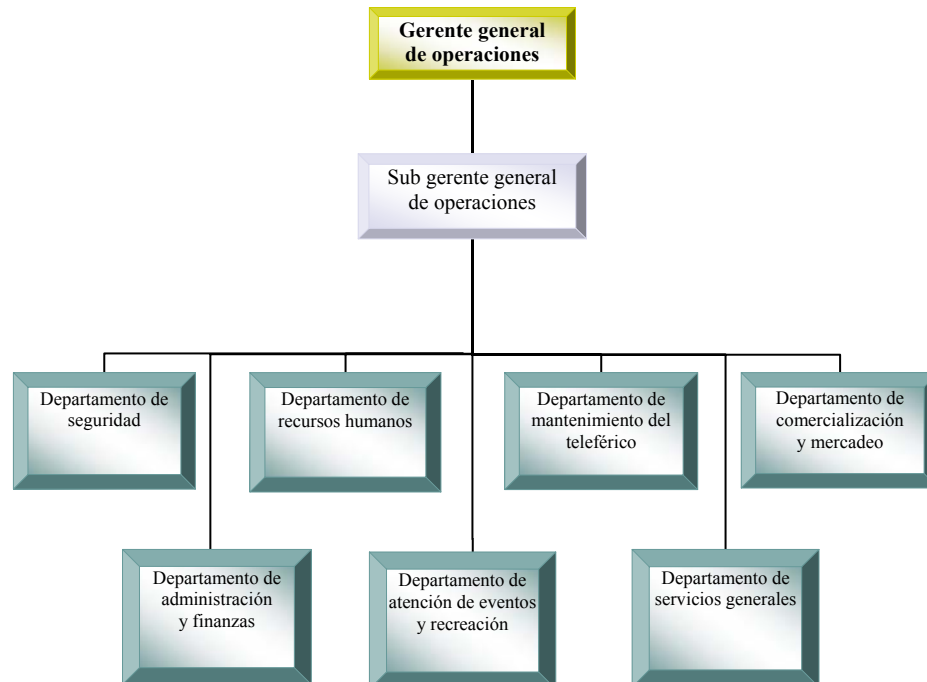 Gerente general
de operaciones
Sub gerente general
de operaciones
Departamento de
seguridad
Departamento de
recursos humanos
Departamento de
mantenimiento del
teleférico
Departamento de
comercialización
y mercadeo
Departamento de
administración
y finanzas
Departamento de
atención de eventos
y recreación
Departamento de
servicios generales